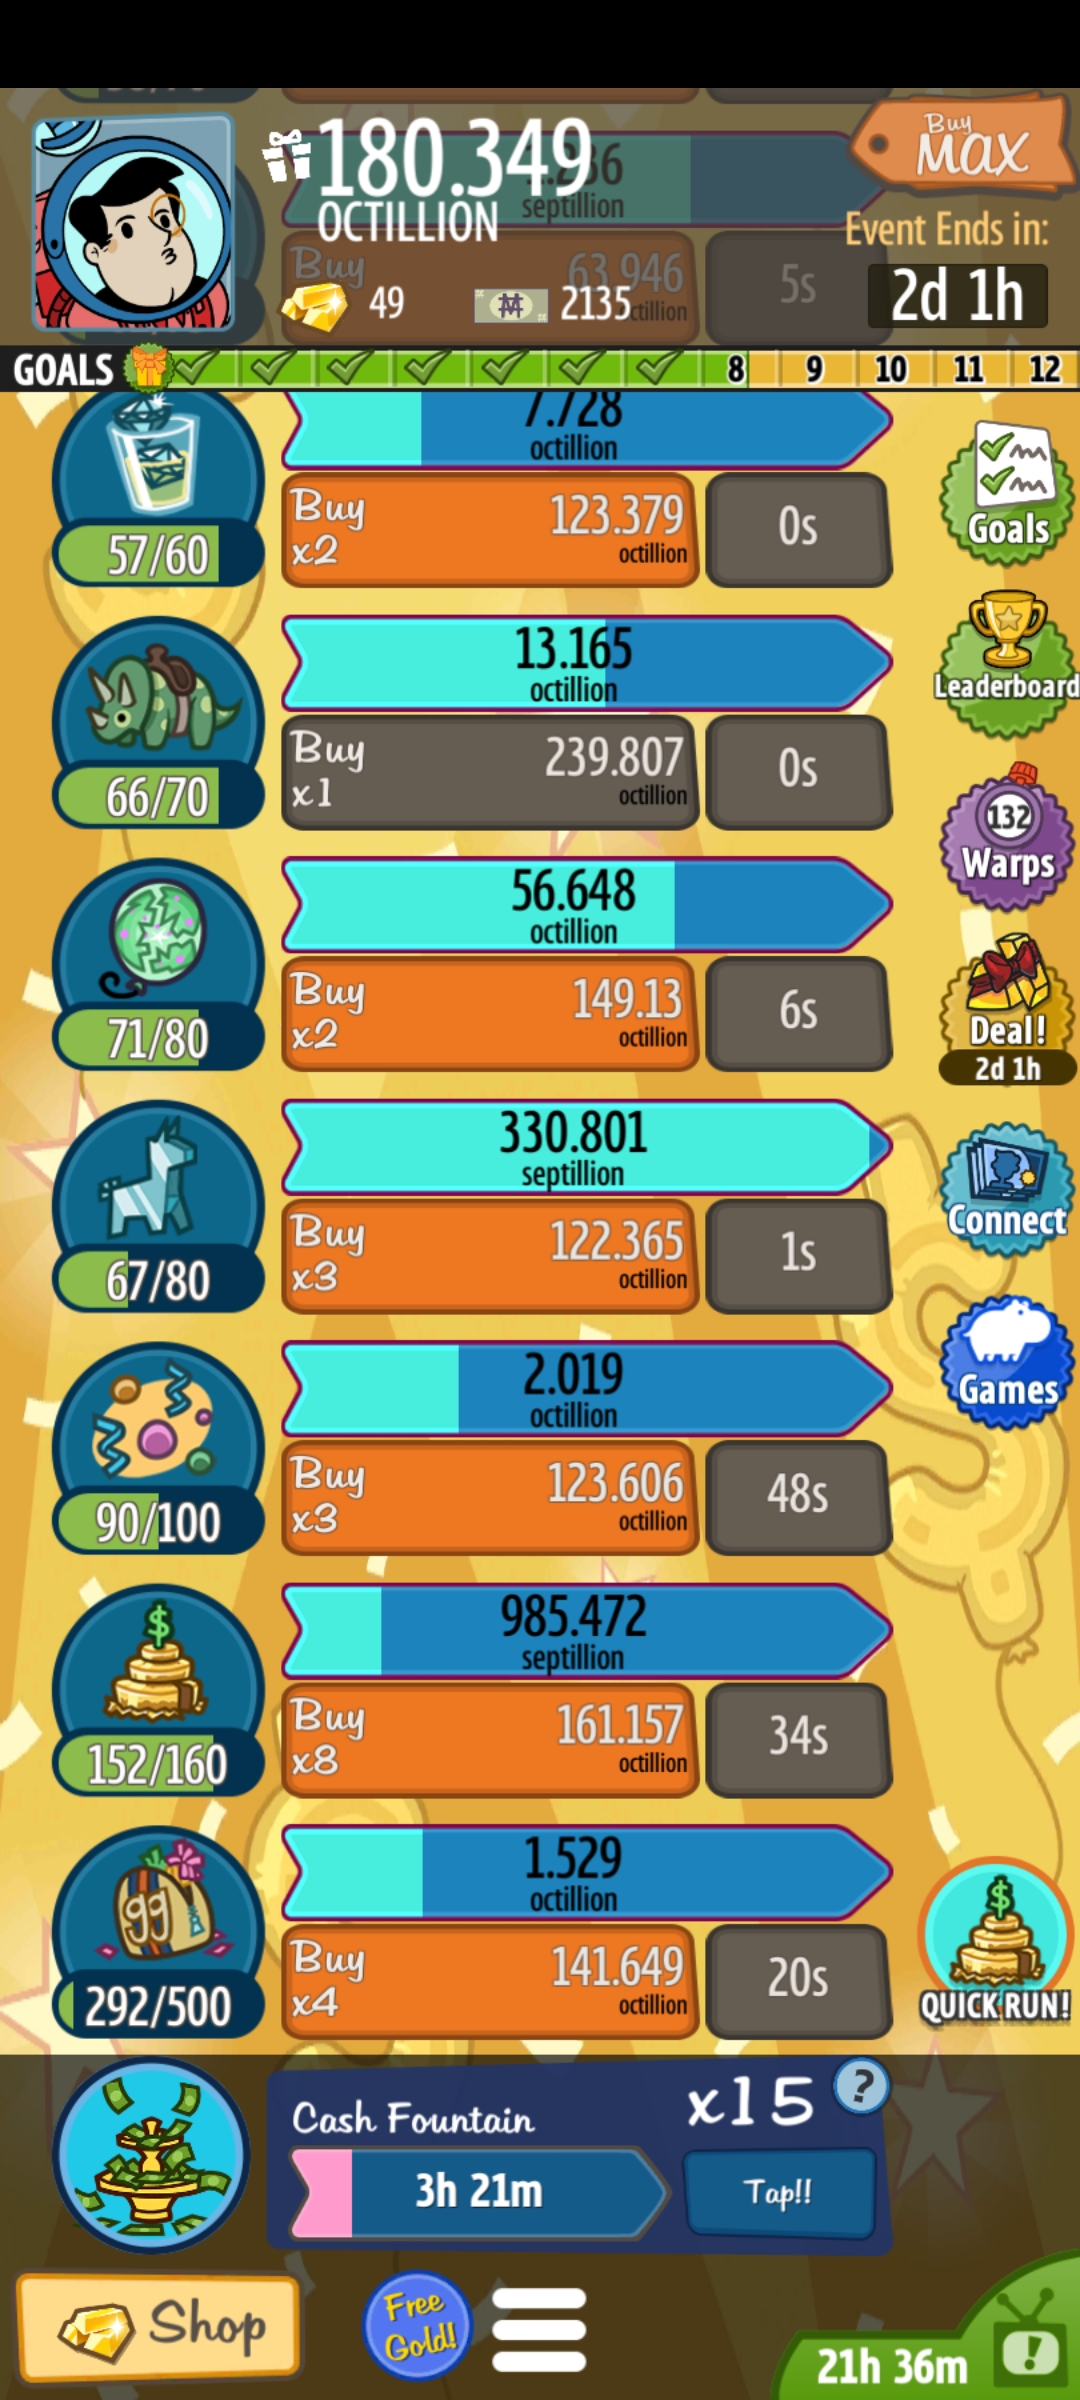 180.349
OCTILLION
septillion
Buy
MAX
Event Ends in:
2d 1h
Buy
63.946
5s
49
2135
GOALS
8
9
10
11
12
7.728
octillion
57/60
Buy
x2
123.379
octillion
0s
Goals
13.165
octillion
66/70
Buy
x1
239.807
octillion
0s
Leaderboard
56.648
octillion
71/80
Buy
x2
149.13
octillion
6s
132
Warps
Deal!
2d 1h
330.801
septillion
67/80
Buy
x3
122.365
octillion
1s
Connect
2.019
octillion
90/100
Buy
x3
123.606
octillion
48s
Games
985.472
septillion
$
152/160
Buy
x8
161.157
octillion
34s
1.529
octillion
99
292/500
Buy
x4
141.649
octillion
20s
$
QUICK RUN!
Cash Fountain
x15
?
3h 21m
Tap!!
Shop
Free
Gold!
21h 36m
!